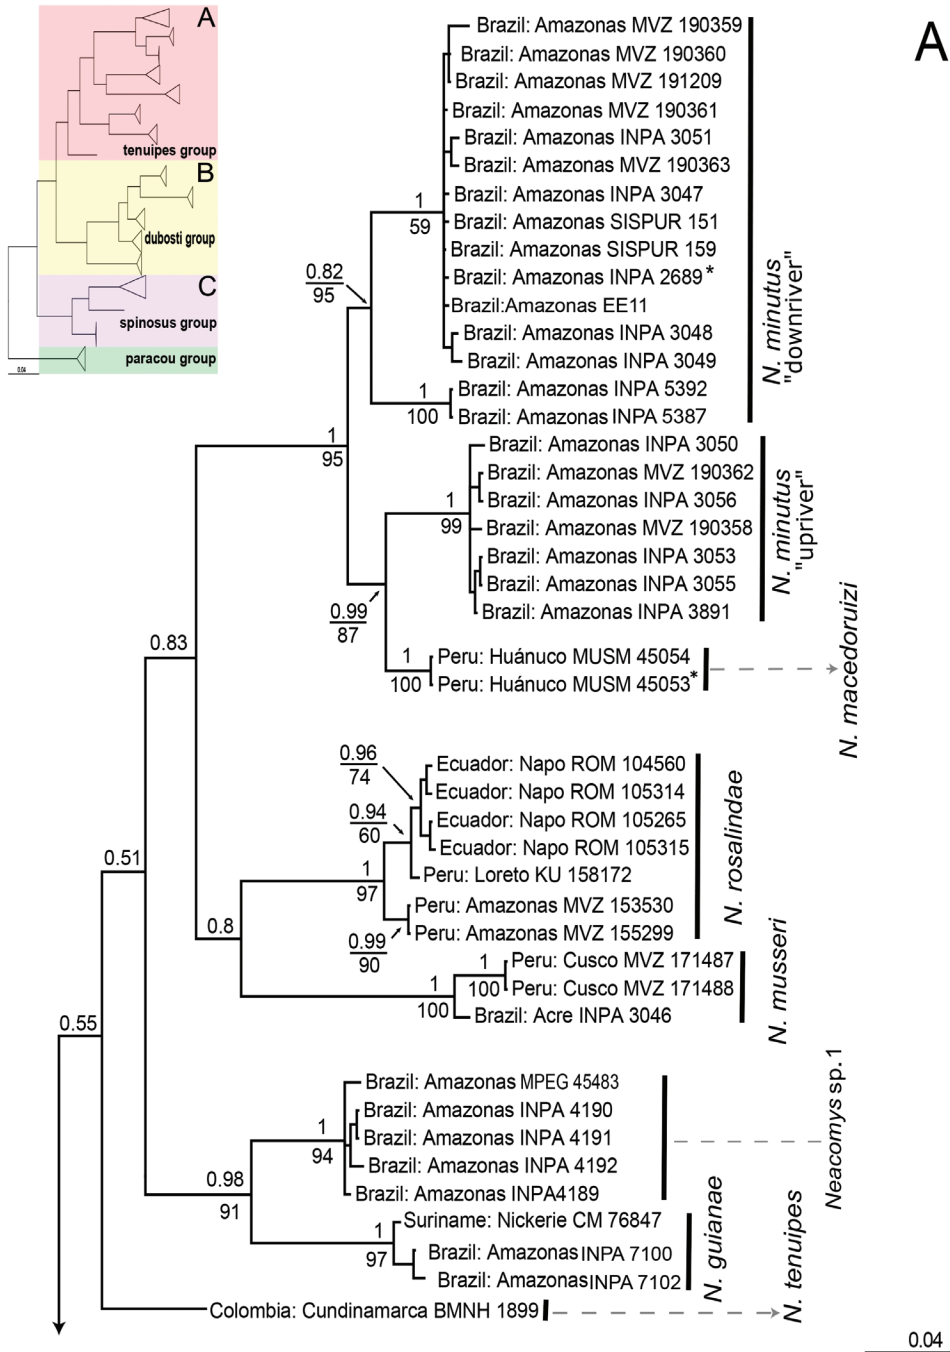 A
tenuipes group
B
dubosti group
C
spinosus group
paracou group
0.04
A
Brazil: Amazonas MVZ 190359
Brazil: Amazonas MVZ 190360
Brazil: Amazonas MVZ 191209
Brazil: Amazonas MVZ 190361
Brazil: Amazonas INPA 3051
Brazil: Amazonas MVZ 190363
Brazil: Amazonas INPA 3047
Brazil: Amazonas SISPUR 151
Brazil: Amazonas SISPUR 159
Brazil: Amazonas INPA 2689*
Brazil:Amazonas EE11
Brazil: Amazonas INPA 3048
Brazil: Amazonas INPA 3049
Brazil: Amazonas INPA 5392
Brazil: Amazonas INPA 5387
N. minutus
"downriver"
1
59
0.82
95
1
100
1
95
Brazil: Amazonas INPA 3050
Brazil: Amazonas MVZ 190362
Brazil: Amazonas INPA 3056
Brazil: Amazonas MVZ 190358
Brazil: Amazonas INPA 3053
Brazil: Amazonas INPA 3055
Brazil: Amazonas INPA 3891
N. minutus
"upriver"
1
99
0.99
87
Peru: Huánuco MUSM 45054
Peru: Huánuco MUSM 45053*
1
100
N. macedoruizi
0.83
Ecuador: Napo ROM 104560
Ecuador: Napo ROM 105314
Ecuador: Napo ROM 105265
Ecuador: Napo ROM 105315
Peru: Loreto KU 158172
Peru: Amazonas MVZ 153530
Peru: Amazonas MVZ 155299
N. rosalindae
0.96
74
0.94
60
1
97
0.99
90
0.51
0.8
Peru: Cusco MVZ 171487
Peru: Cusco MVZ 171488
Brazil: Acre INPA 3046
N. musseri
1
100
1
100
0.55
Brazil: Amazonas MPEG 45483
Brazil: Amazonas INPA 4190
Brazil: Amazonas INPA 4191
Brazil: Amazonas INPA 4192
Brazil: Amazonas INPA4189
Neacomys sp.1
1
94
0.98
91
Suriname: Nickerie CM 76847
Brazil: Amazonas INPA 7100
Brazil: Amazonas INPA 7102
N. guianae
1
97
Colombia: Cundinamarca BMNH 1899
N. tenuipes
0.04